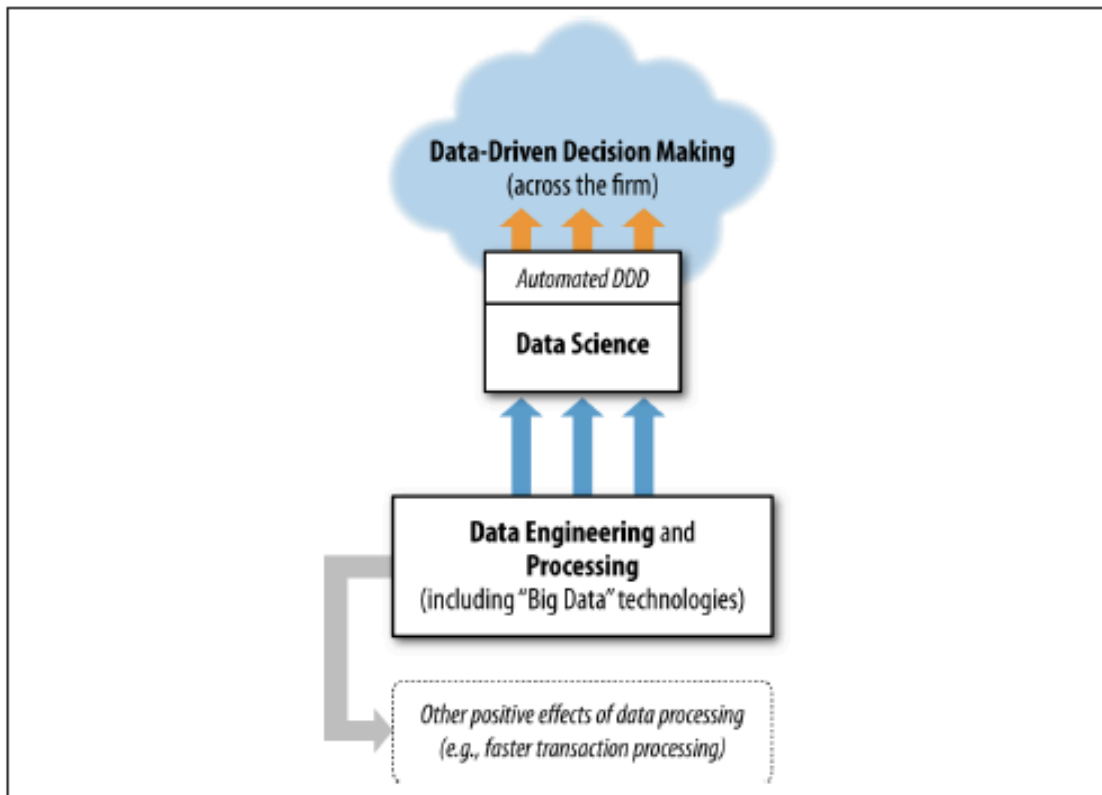 Data-Driven Decision Making
(across the firm)
Automated DDD
Data Science
Data Engineering and
Processing
(including “Big Data” technologies)
Other positive effects of data processing
(e.g., faster transaction processing)